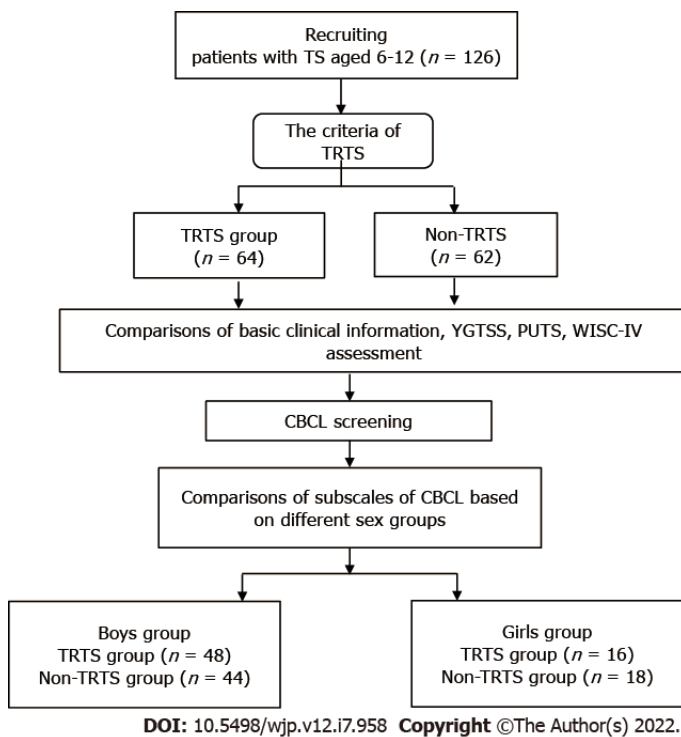 Recruiting
patients with TS aged 6-12 (n = 126)
The criteria of
TRTS
TRTS group
(n = 64)
Non-TRTS
(n = 62)
Comparisons of basic clinical information, YGTSS, PUTS, WISC-IV
assessment
CBCL screening
Comparisons of subscales of CBCL based
on different sex groups
Boys group
TRTS group (n = 48)
Non-TRTS group (n = 44)
Girls group
TRTS group (n = 16)
Non-TRTS group (n = 18)
DOI: 10.5498/wjp.v12.i7.958 Copyright ©The Author(s) 2022.